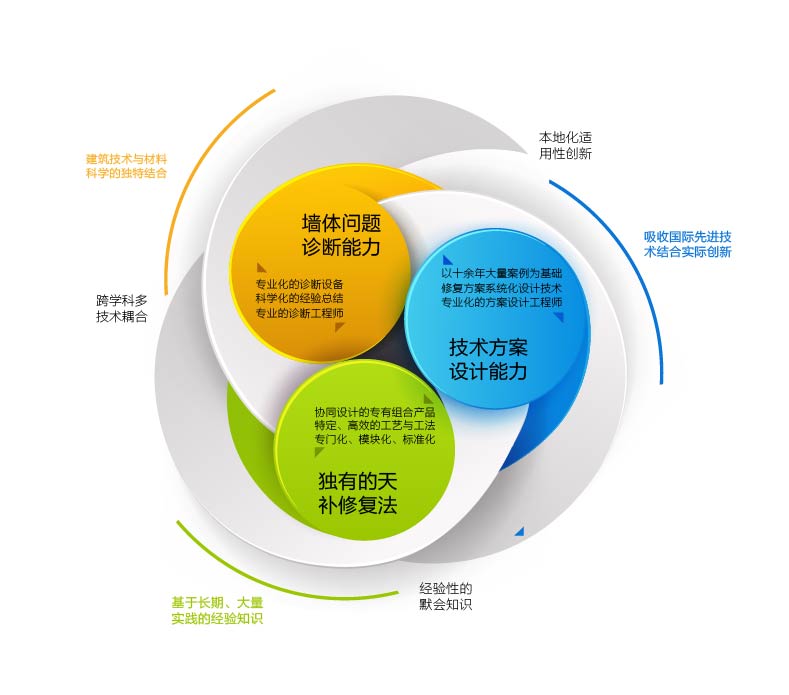 本地化适
用性创新
建筑技术与材料
科学的独特结合
墙体问题
诊断能力
专业化的诊断设备
科学化的经验总结
专业的诊断工程师
吸收国际先进技
术结合实际创新
以十余年大量案例为基础
修复方案系统化设计技术
专业化的方案设计工程师
技术方案
设计能力
跨学科多
技术耦合
协同设计的专有组合产品
特定、高效的工艺与工法
专门化、模块化、标准化
独有的天
补修复法
经验性的
默会知识
基于长期、大量
实践的经验知识